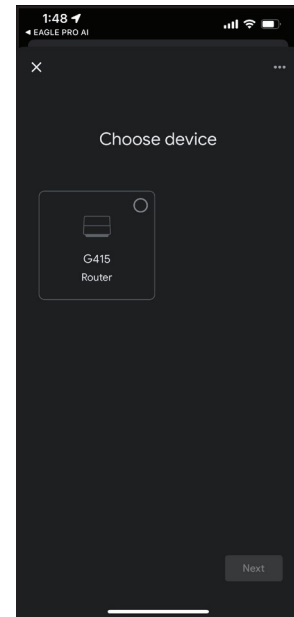 1:48
◀ EAGLE PRO AI
Choose device
G415
Router
Next